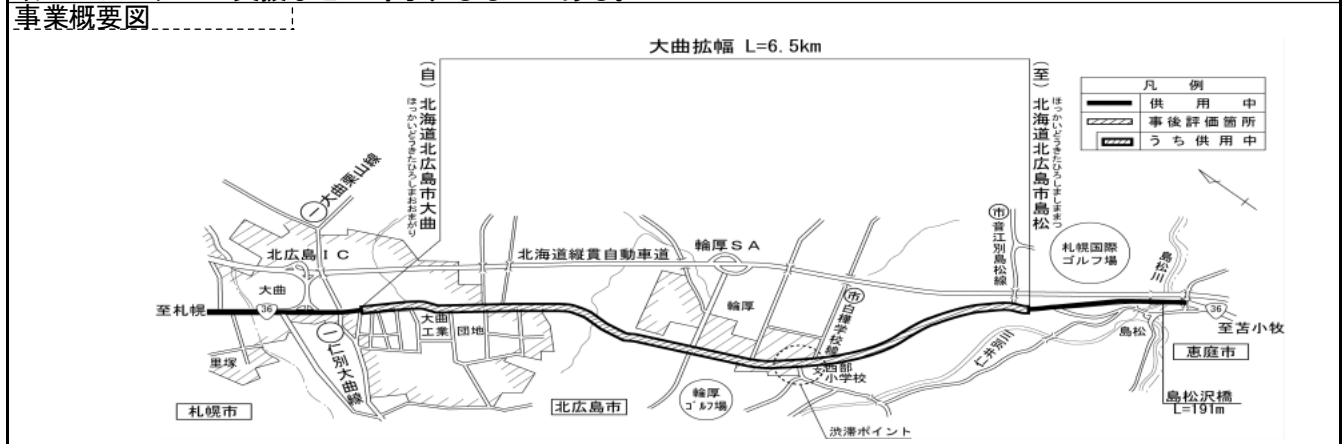 事業概要図
大曲拡幅 L=6.5km
(自)北海道北広島市大曲
ほっかいどうきたひろしまおおまがり
(至)北海道北広島市島松
ほっかいどうきたひろしましまつ
凡例
供用中
事後評価箇所
うち供用中
一 大曲栗山線
北広島IC
北海道縦貫自動車道
輪厚SA
市 音江別島松線
札幌国際
ゴルフ場
島松川
大曲
至札幌
36
大曲
工業団地
輪厚
市 白樺学校線
36
至苫小牧
島松
恵庭市
里塚
一 仁別大曲線
文西部
小学校
仁井別川
札幌市
北広島市
輪厚
ゴルフ場
島松沢橋
L=191m
渋滞ポイント